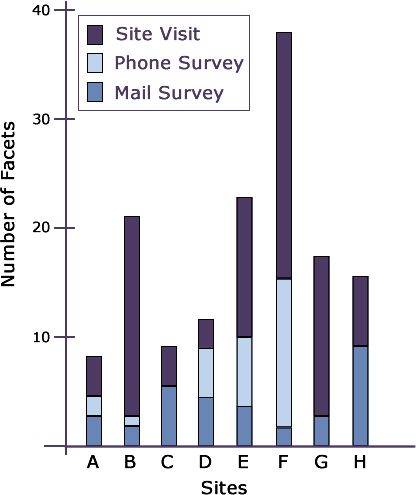 40
Site Visit
Phone Survey
Mail Survey
30
20
10
Number of Facets
A B C D E F G H
Sites